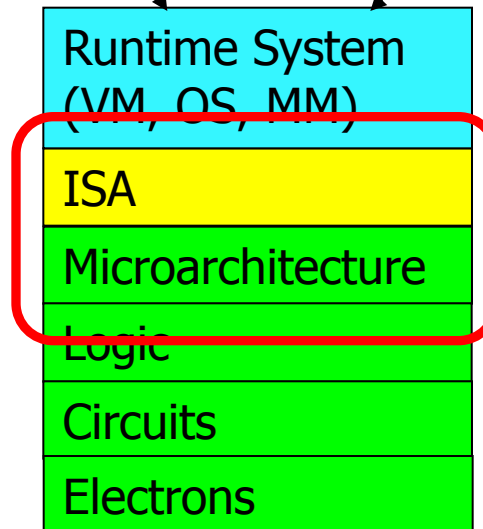 Runtime System
(VM, OS, MM)
ISA
Microarchitecture
Logic
Circuits
Electrons